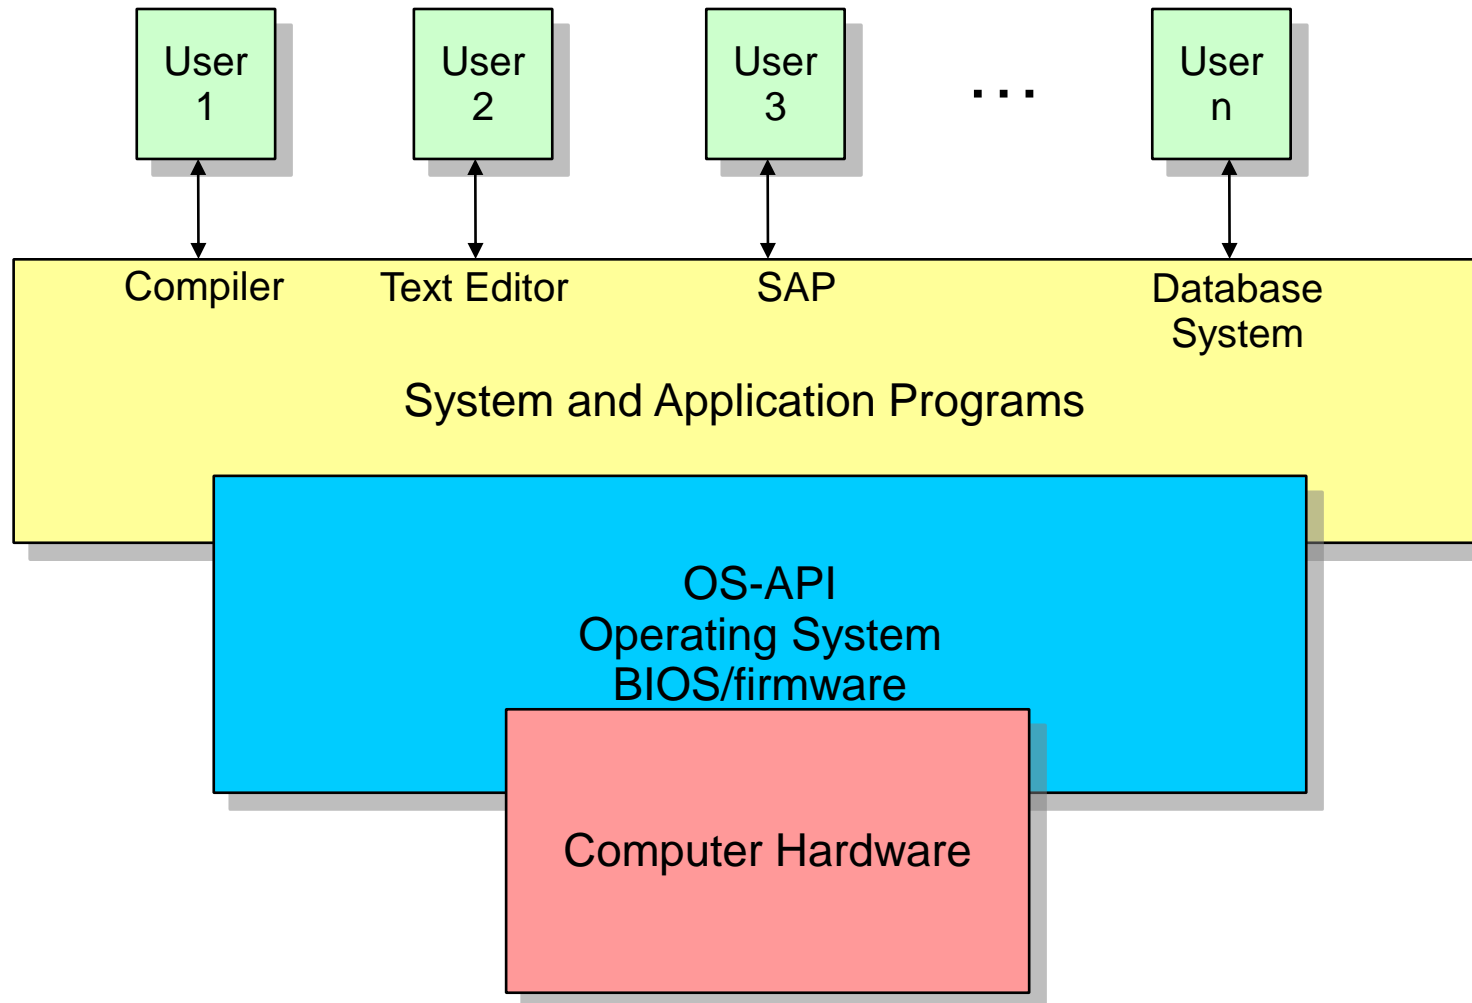 User
1
User
2
User
3
...
User
n
Compiler
Text Editor
SAP
Database
System
System and Application Programs
OS-API
Operating System
BIOS/firmware
Computer Hardware